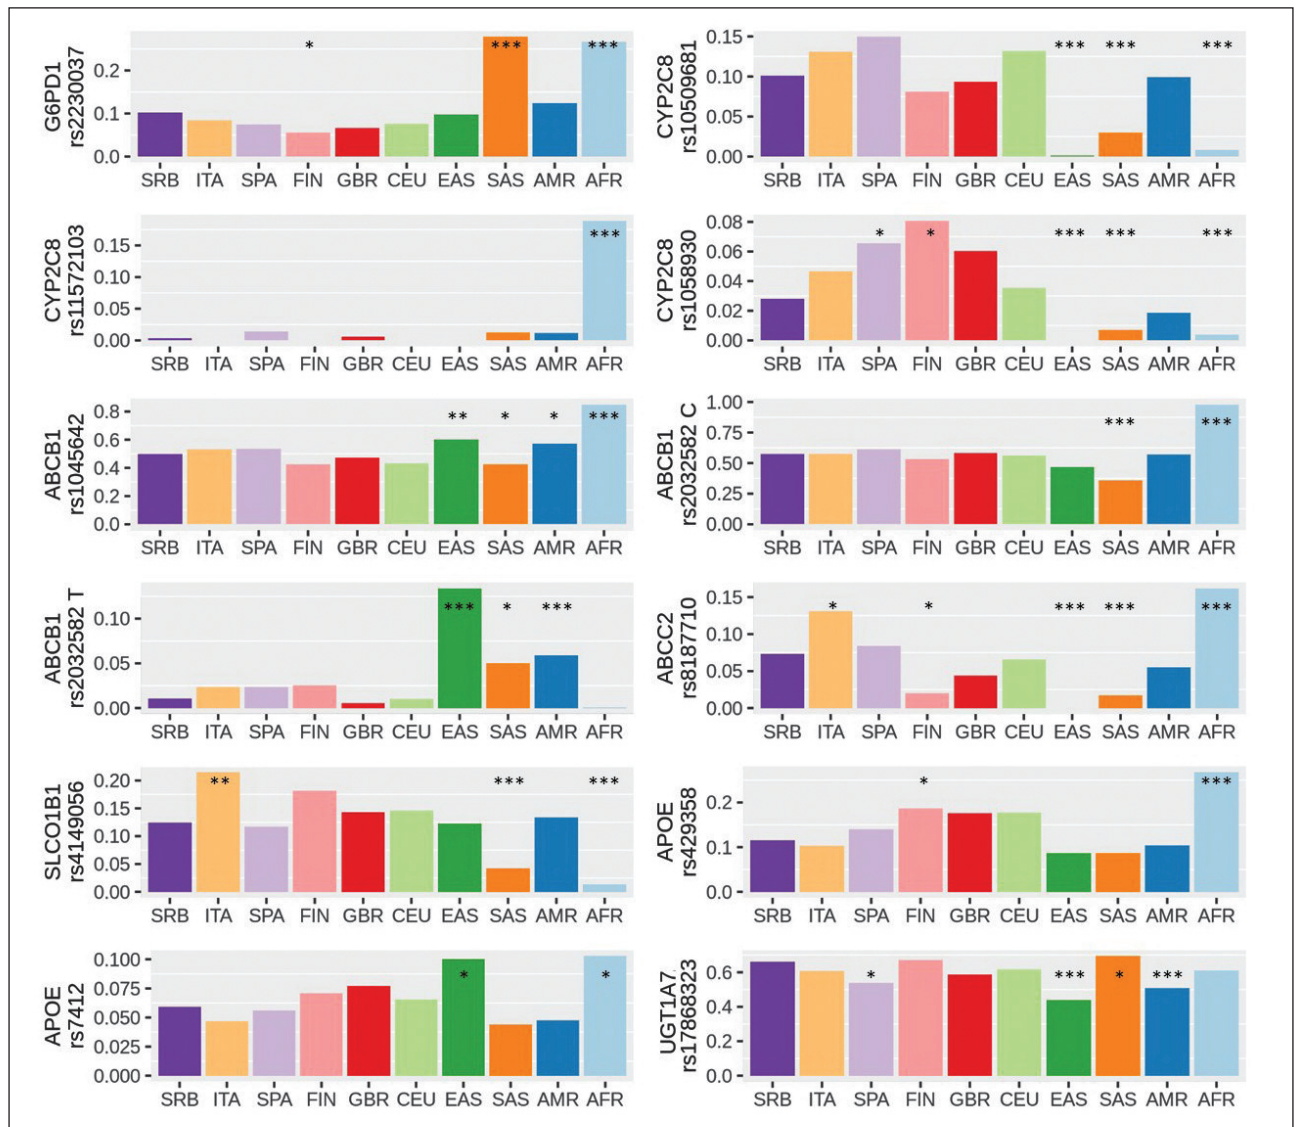 G6PD1
rs2230037
0.2
0.1
0.0
* *** ***
SRB ITA SPA FIN GBR CEU EAS SAS AMR AFR
CYP2C8
rs10509681
0.15
0.10
0.05
0.00
*** *** ***
SRB ITA SPA FIN GBR CEU EAS SAS AMR AFR
CYP2C8
rs11572103
0.15
0.10
0.05
0.00
***
SRB ITA SPA FIN GBR CEU EAS SAS AMR AFR
CYP2C8
rs1058930
0.08
0.06
0.04
0.02
0.00
* * *** *** ***
SRB ITA SPA FIN GBR CEU EAS SAS AMR AFR
ABCB1
rs1045642
0.8
0.6
0.4
0.2
0.0
** * * ***
SRB ITA SPA FIN GBR CEU EAS SAS AMR AFR
ABCB1
rs20325582 C
1.00
0.75
0.50
0.25
0.00
*** ***
SRB ITA SPA FIN GBR CEU EAS SAS AMR AFR
ABCB1
rs2032582 T
0.10
0.05
0.00
*** * ***
SRB ITA SPA FIN GBR CEU EAS SAS AMR AFR
ABCC2
rs8187710
0.15
0.10
0.05
0.00
* * *** *** ***
SRB ITA SPA FIN GBR CEU EAS SAS AMR AFR
SLCO1B1
rs4149056
0.20
0.15
0.10
0.05
0.00
** *** ***
SRB ITA SPA FIN GBR CEU EAS SAS AMR AFR
APOE
rs429358
0.2
0.1
0.0
* ***
SRB ITA SPA FIN GBR CEU EAS SAS AMR AFR
APOE
rs7412
0.100
0.075
0.050
0.025
0.000
* *
SRB ITA SPA FIN GBR CEU EAS SAS AMR AFR
UGT1A7
rs17868323
0.6
0.4
0.2
0.0
* *** * ***
SRB ITA SPA FIN GBR CEU EAS SAS AMR AFR